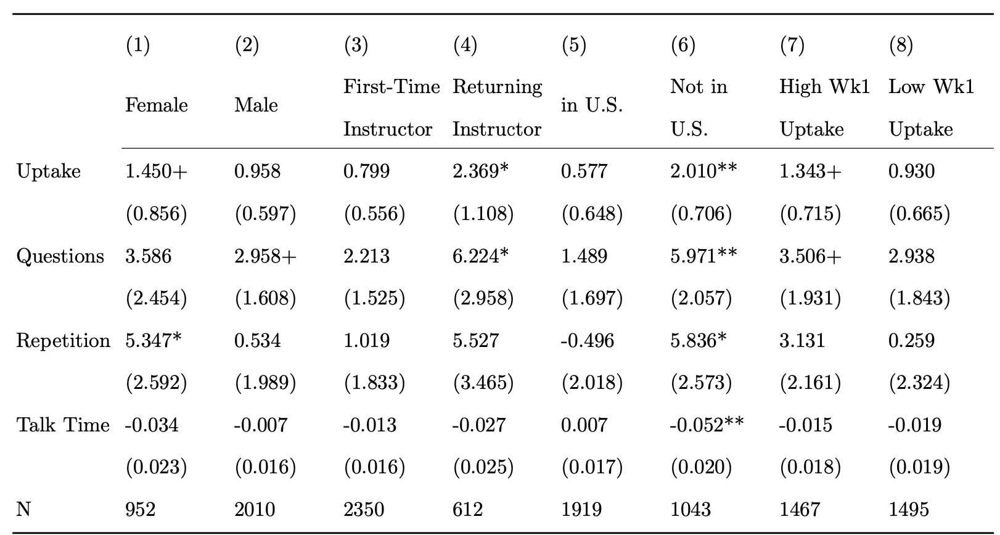 (1) (2) (3) (4) (5) (6) (7) (8)
First-Time Returning Not in High Wk1 Low Wk1
Female Male in U.S.
Instructor Instructor U.S. Uptake Uptake
Uptake 1.450+ 0.958 0.799 2.369* 0.577 2.010** 1.343+ 0.930
(0.856) (0.597) (0.556) (1.108) (0.648) (0.706) (0.715) (0.665)
Questions 3.586 2.958+ 2.213 6.224* 1.489 5.971** 3.506+ 2.938
(2.454) (1.608) (1.525) (2.958) (1.697) (2.057) (1.931) (1.843)
Repetition 5.347* 0.534 1.019 5.527 -0.496 5.836* 3.131 0.259
(2.592) (1.989) (1.833) (3.465) (2.018) (2.573) (2.161) (2.324)
Talk Time -0.034 -0.007 -0.013 -0.027 0.007 -0.052** -0.015 -0.019
(0.023) (0.016) (0.016) (0.025) (0.017) (0.020) (0.018) (0.019)
N 952 2010 2350 612 1919 1043 1467 1495